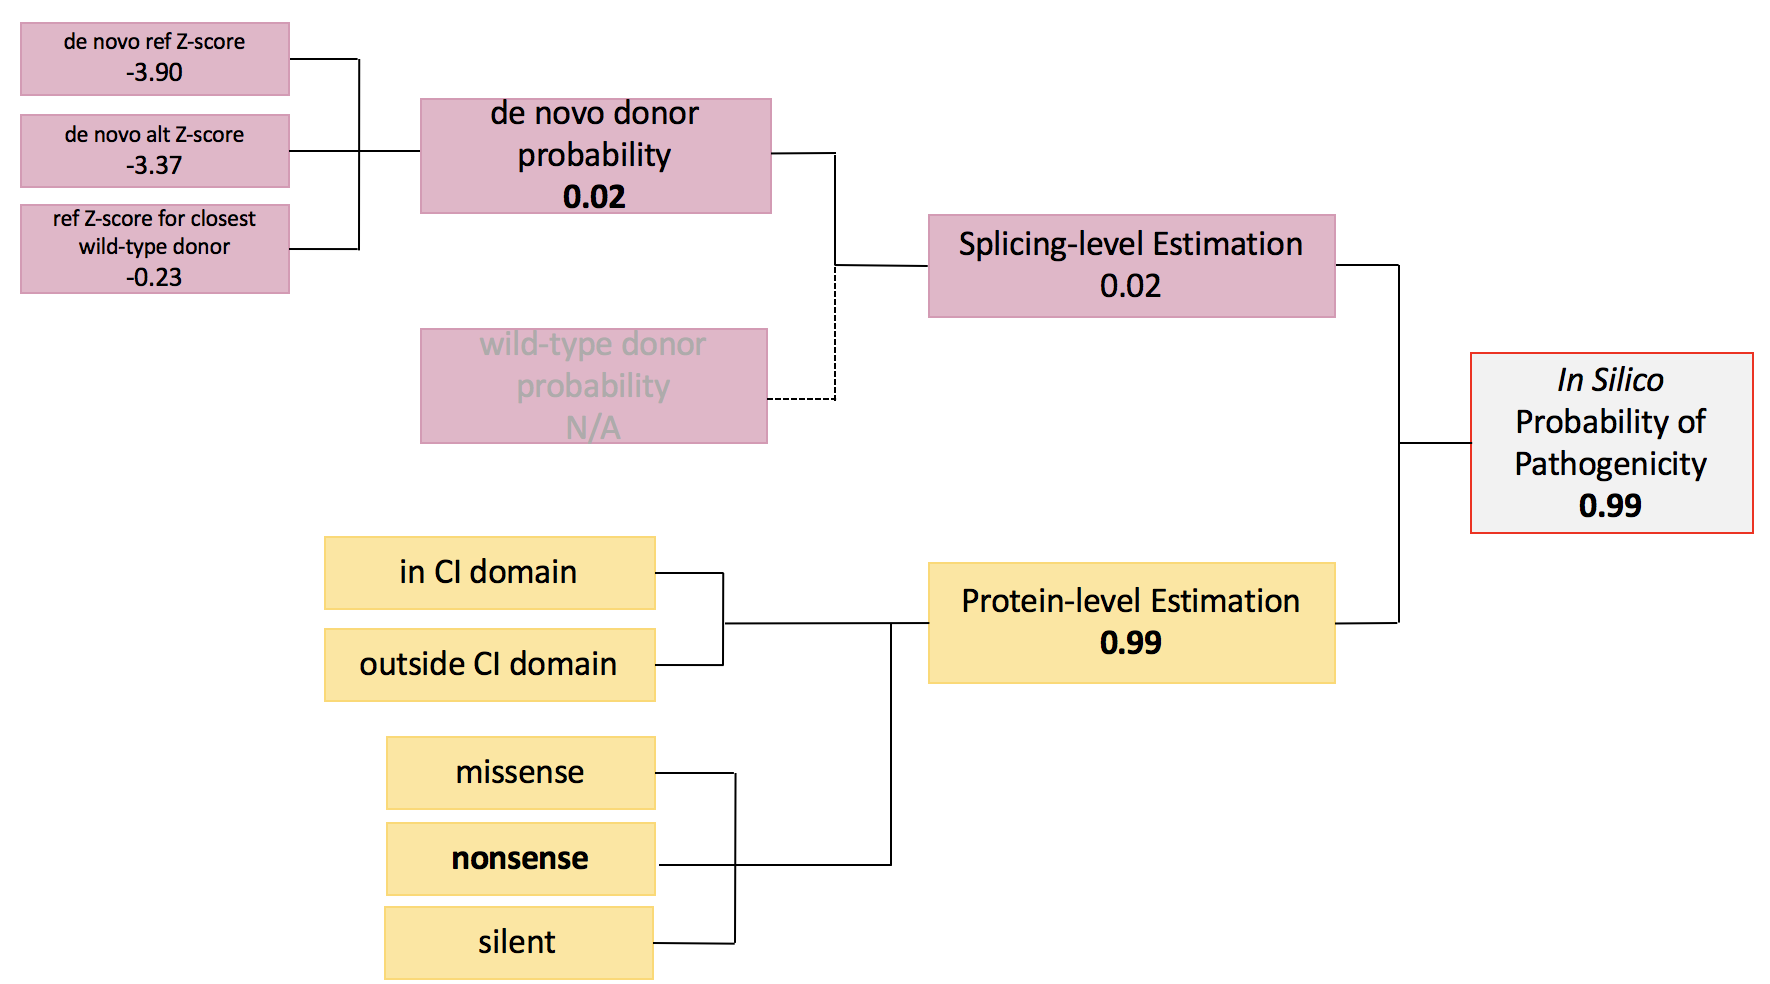 de novo ref Z-score
-3.90
de novo alt Z-score
-3.37
ref Z-score for closest
wild-type donor
-0.23
de novo donor
probability
0.02
wild-type donor
probability
N/A
Splicing-level Estimation
0.02
In Silico
Probability of
Pathogenicity
0.99
in CI domain
outside CI domain
Protein-level Estimation
0.99
missense
nonsense
silent